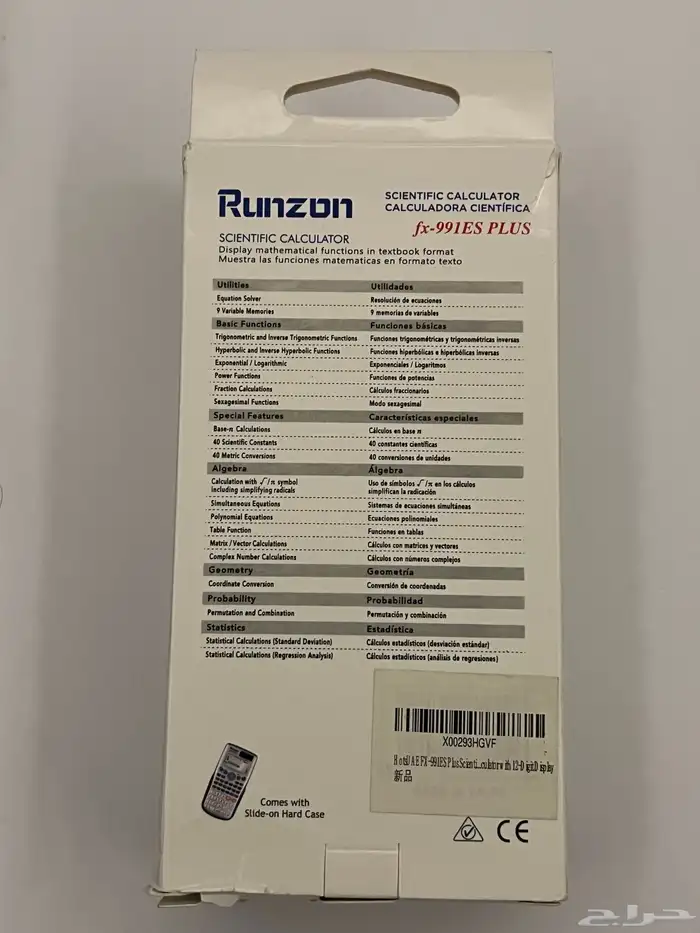 Runzon
SCIENTIFIC CALCULATOR
CALCULADORA CIENTÍFICA
fx-991ES PLUS
SCIENTIFIC CALCULATOR
Display mathematical functions in textbook format
Muestra las funciones matematicas en formato texto
Utilities Utilidades
Equation Solver Resolución de ecuaciones
9 Variable Memories 9 memorias de variables
Basic Functions Funciones básicas
Trigonometric and Inverse Trigonometric Functions Funciones trigonométricas y trigonométricas inversas
Hyperbolic and Inverse Hyperbolic Functions Funciones hiperbólicas e hiperbólicas inversas
Exponential / Logarithmic Exponenciales / Logaritmos
Power Functions Funciones de potencias
Fraction Calculations Cálculos fraccionarios
Sexagesimal Functions Modo sexagesimal
Special Features Características especiales
Base-n Calculations Cálculos en base n
40 Scientific Constants 40 constantes científicas
40 Metric Conversions 40 conversiones de unidades
Algebra Álgebra
Calculation with √ / π symbol Uso de símbolos √ / π en los cálculos
including simplifying radicals simplifican la radicación
Simultaneous Equations Sistemas de ecuaciones simultáneas
Polynomial Equations Ecuaciones polinomiales
Table Function Funciones en tablas
Matrix / Vector Calculations Cálculos con matrices y vectores
Complex Number Calculations Cálculos con números complejos
Geometry Geometría
Coordinate Conversion Conversión de coordenadas
Probability Probabilidad
Permutation and Combination Permutación y combinación
Statistics Estadística
Statistical Calculations (Standard Deviation) Cálculos estadísticos (desviación estándar)
Statistical Calculations (Regression Analysis) Cálculos estadísticos (análisis de regresiones)
X00293HGVF
FX-991ES Plus Scienti...culator with 12-Digit Display
新品
Comes with
Slide-on Hard Case
CE
حراج